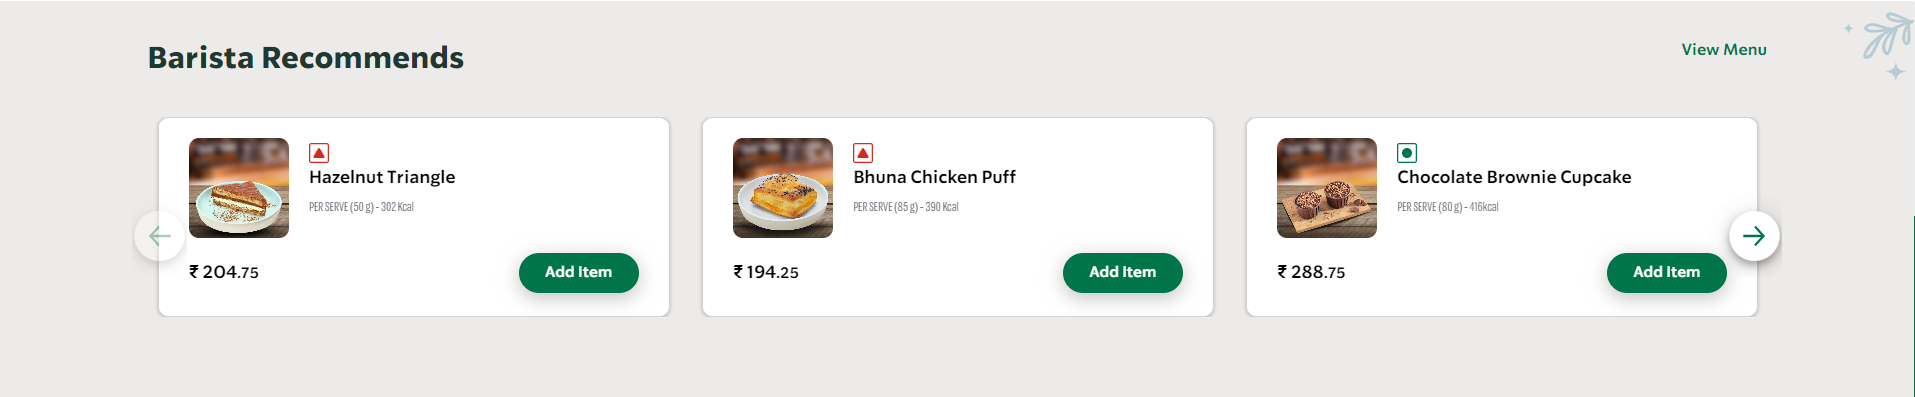 Barista Recommends
View Menu
Hazelnut Triangle
PER SERVE (50 g) - 302 Kcal
₹ 204.75
Add Item
Bhuna Chicken Puff
PER SERVE (85 g) - 390 Kcal
₹ 194.25
Add Item
Chocolate Brownie Cupcake
PER SERVE (80 g) - 416kcal
₹ 288.75
Add Item